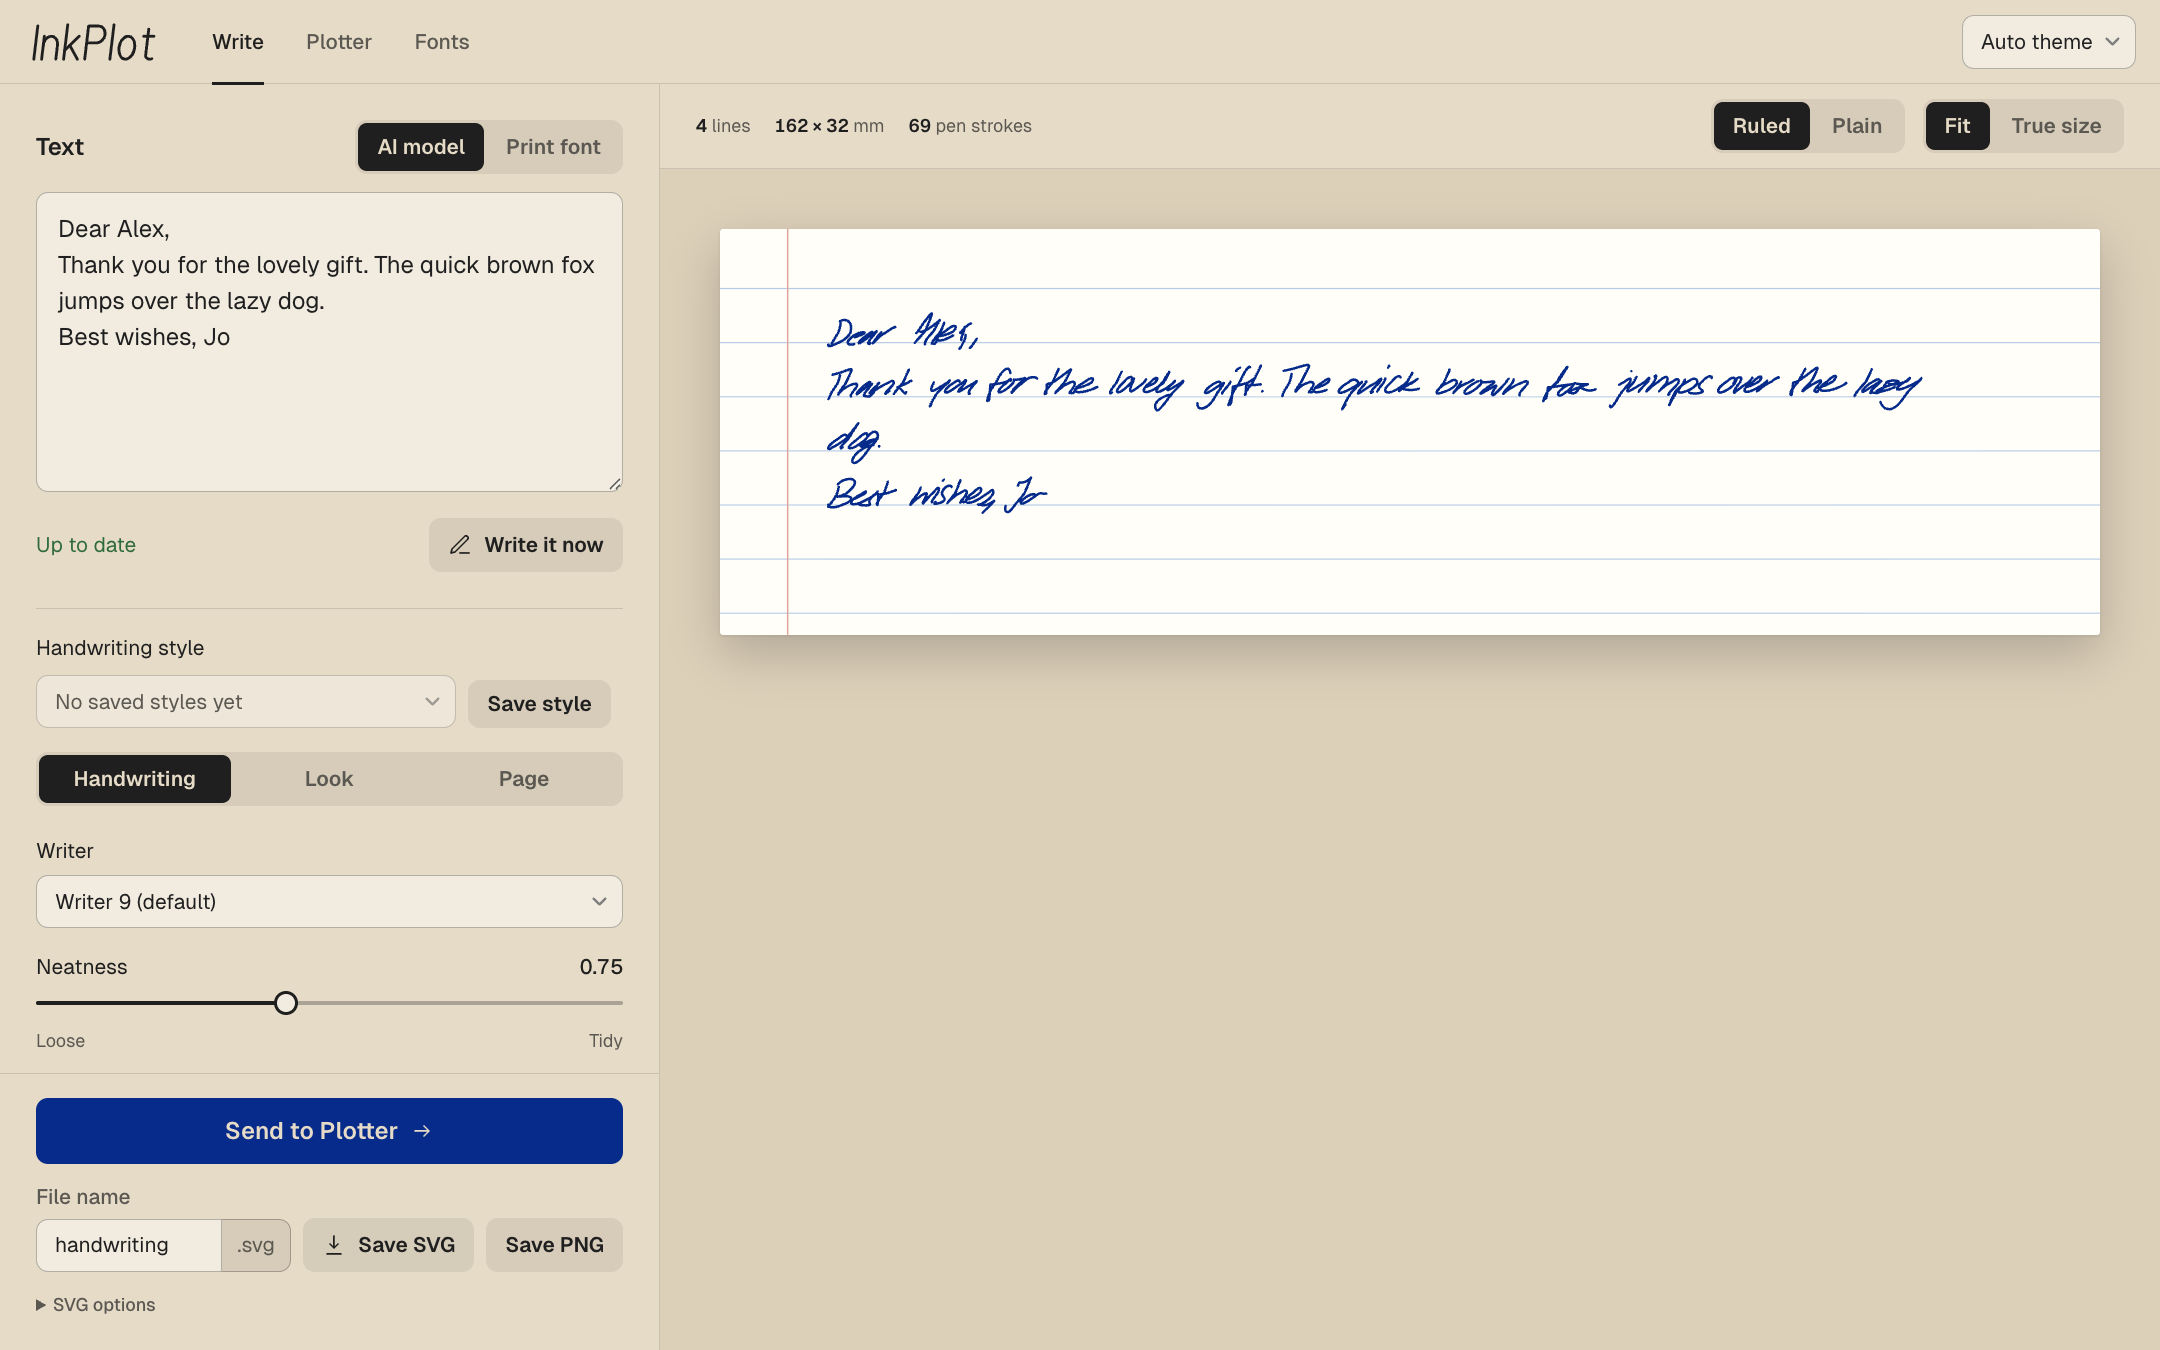 InkPlot Write Plotter Fonts Auto theme
Text AI model Print font
4 lines 162 × 32 mm 69 pen strokes Ruled Plain Fit True size
Dear Alex,
Thank you for the lovely gift. The quick brown fox
jumps over the lazy dog.
Best wishes, Jo
Up to date Write it now
Handwriting style
No saved styles yet Save style
Handwriting Look Page
Writer
Writer 9 (default)
Neatness 0.75
Loose Tidy
Send to Plotter →
File name
handwriting .svg Save SVG Save PNG
SVG options
Dear Alex,
Thank you for the lovely gift. The quick brown fox jumps over the lazy
dog.
Best wishes, Jo